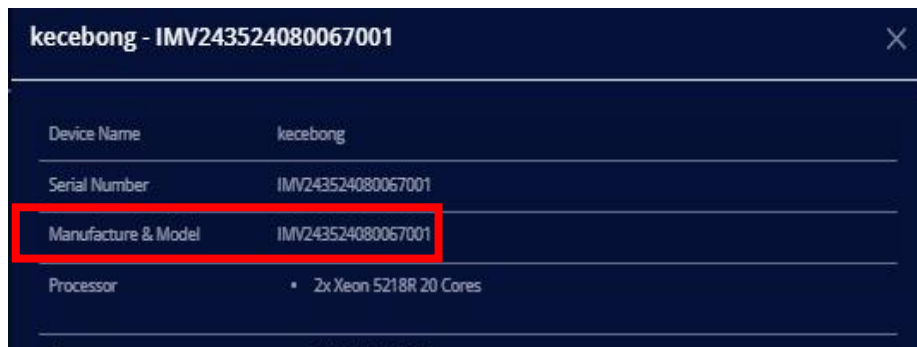 kecebong - IMV243524080067001
Device Name kecebong
Serial Number IMV243524080067001
Manufacture & Model IMV243524080067001
Processor • 2x Xeon 5218R 20 Cores